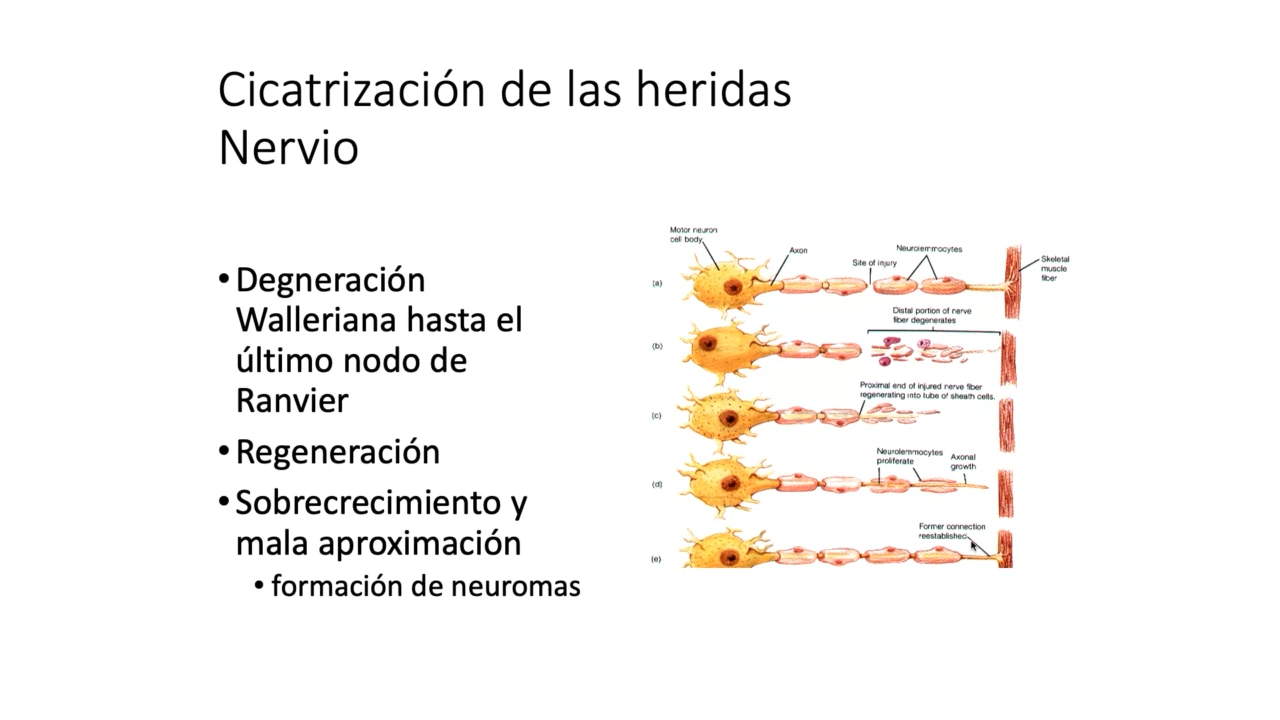 Cicatrización de las heridas
Nervio
• Degneración
Walleriana hasta el
último nodo de
Ranvier
• Regeneración
• Sobrecrecimiento y
mala aproximación
• formación de neuromas
Motor neuron
cell body
Axon
Neurolemmocytes
Site of injury
Skeletal
muscle
fiber
(a)
Distal portion of nerve
fiber degenerates
(b)
Proximal end of injured nerve fiber
regenerating into tube of sheath cells.
(c)
Neurolemmocytes
proliferate
Axonal
growth
(d)
Former connection
reestablished
(e)